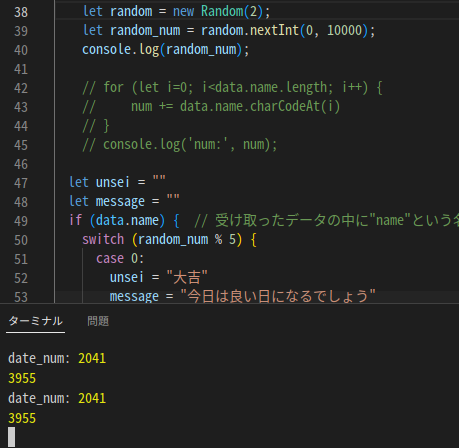 38 let random = new Random(2);
39 let random_num = random.nextInt(0, 10000);
40 console.log(random_num);
41
42 // for (let i=0; i<data.name.length; i++) {
43 //     num += data.name.charCodeAt(i)
44 // }
45 // console.log('num:', num);
46
47 let unsei = ""
48 let message = ""
49 if (data.name) {  // 受け取ったデータの中に"name"という
50 switch (random_num % 5) {
51 case 0:
52 unsei = "大吉"
53 message = "今日は良い日になるでしょう"
ターミナル 問題
date_num: 2041
3955
date_num: 2041
3955